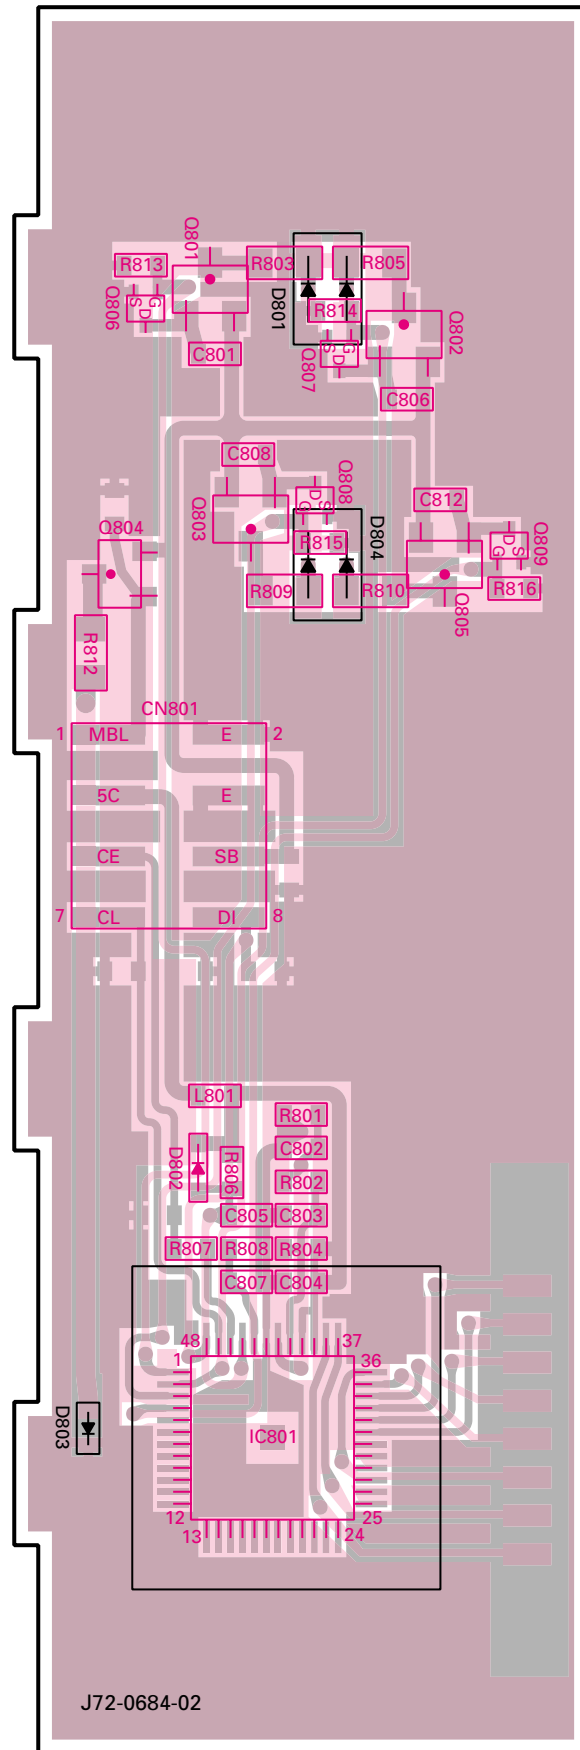 Q801
R813
R803
R805
G
S
D
Q806
D801
R814
Q802
C801
S
G
D
Q807
C806
C808
Q808
D
S
G
C812
Q804
Q803
D804
Q809
D
S
G
R815
R809
R810
R816
Q805
R812
CN801
1 MBL E 2
5C E
CE SB
7 CL DI 8
L801
R801
C802
D802
R806
R802
C805
C803
R807
R808
R804
C807
C804
48 37
1 36
D803
IC801
12 25
13 24
J72-0684-02